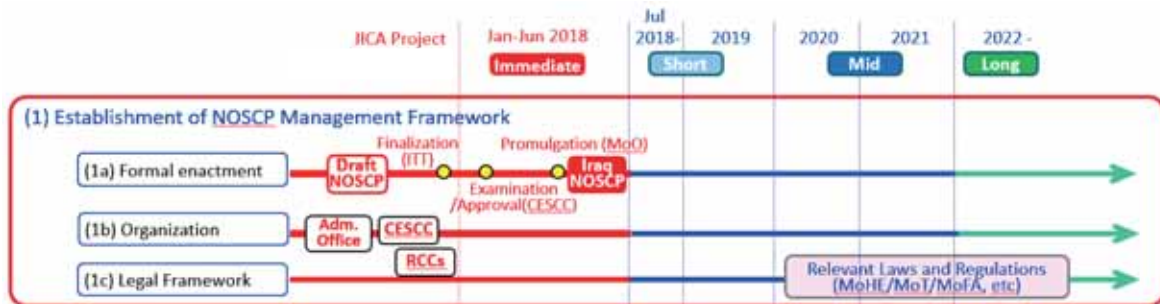 Jul
JICA Project
Jan-Jun 2018
2018-
2019
2020
2021
2022 -
Immediate
Short
Mid
Long
(1) Establishment of NOSCP Management Framework
Finalization
(ITT)
Promulgation (MoO)
(1a) Formal enactment
Draft
NOSCP
Iraq
NOSCP
Examination
/Approval(CESCC)
(1b) Organization
Adm.
Office
CESCC
RCCs
(1c) Legal Framework
Relevant Laws and Regulations
(MoHE/MoT/MoFA, etc)